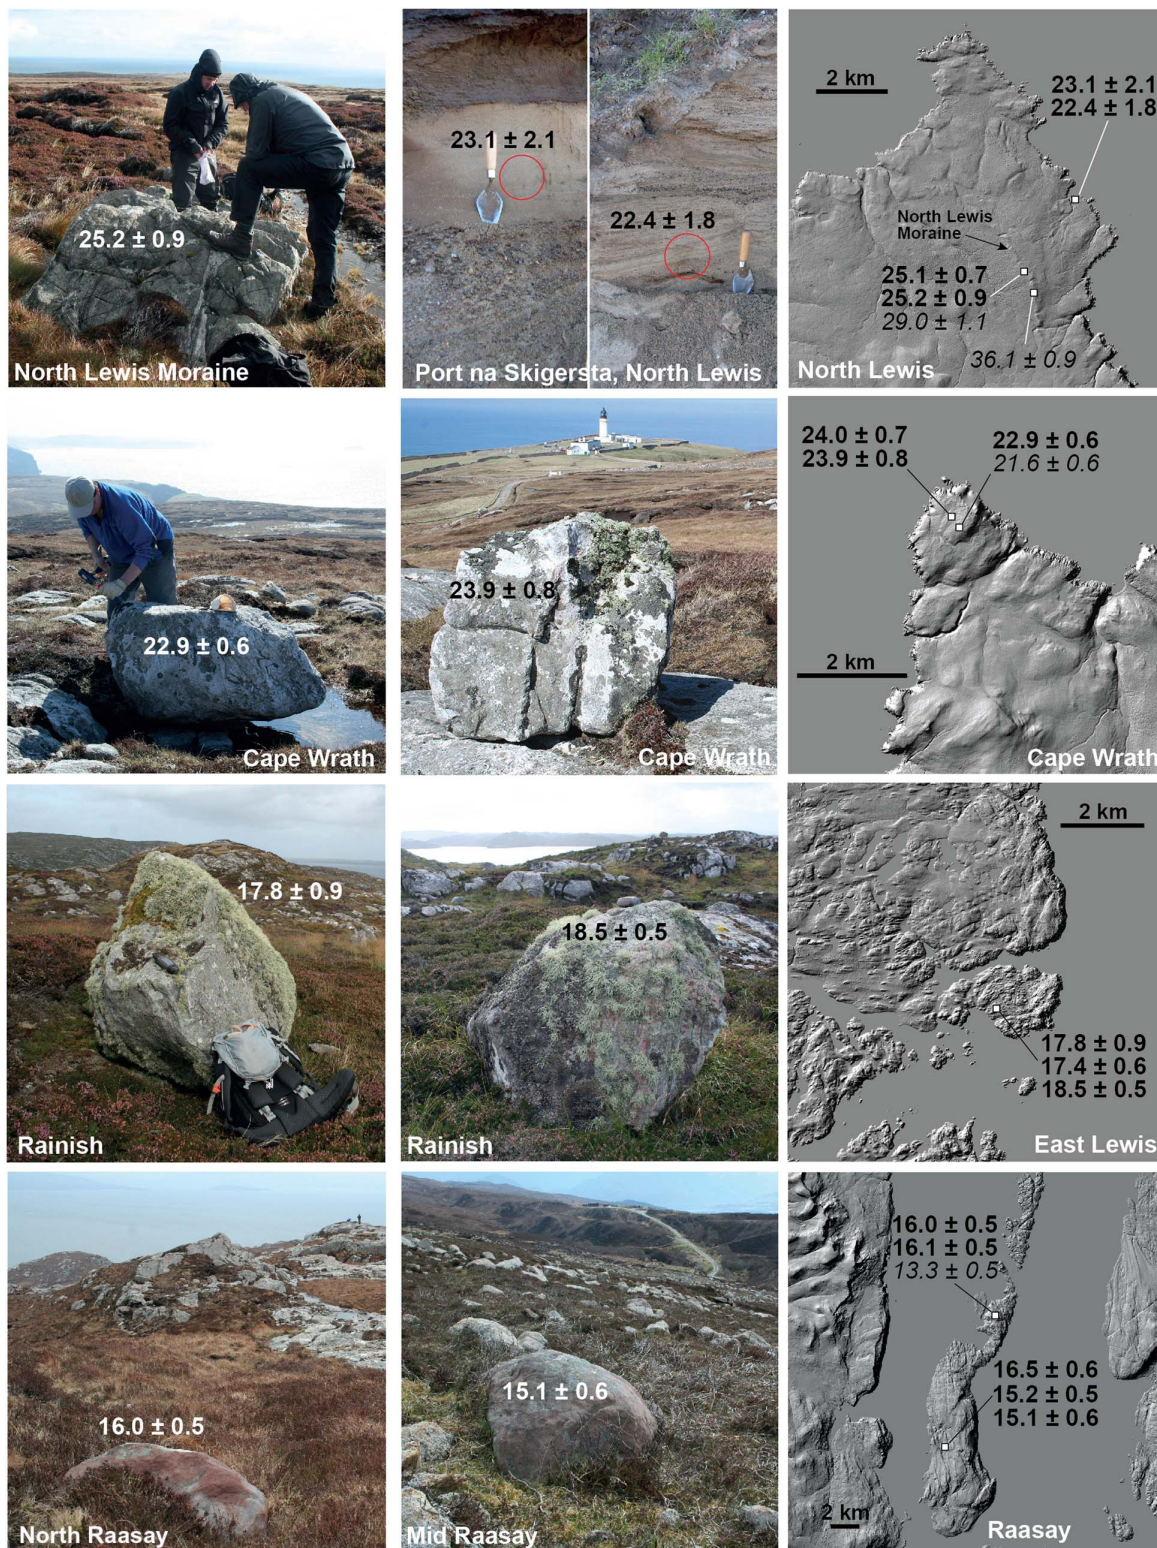 25.2 ± 0.9
North Lewis Moraine
23.1 ± 2.1
22.4 ± 1.8
Port na Skigersta, North Lewis
2 km
23.1 ± 2.1
22.4 ± 1.8
North Lewis
Moraine
25.1 ± 0.7
25.2 ± 0.9
29.0 ± 1.1
36.1 ± 0.9
North Lewis
22.9 ± 0.6
Cape Wrath
23.9 ± 0.8
Cape Wrath
24.0 ± 0.7
23.9 ± 0.8
22.9 ± 0.6
21.6 ± 0.6
2 km
Cape Wrath
17.8 ± 0.9
Rainish
18.5 ± 0.5
Rainish
2 km
17.8 ± 0.9
17.4 ± 0.6
18.5 ± 0.5
East Lewis
16.0 ± 0.5
North Raasay
15.1 ± 0.6
Mid Raasay
16.0 ± 0.5
16.1 ± 0.5
13.3 ± 0.5
16.5 ± 0.6
15.2 ± 0.5
15.1 ± 0.6
2 km
Raasay